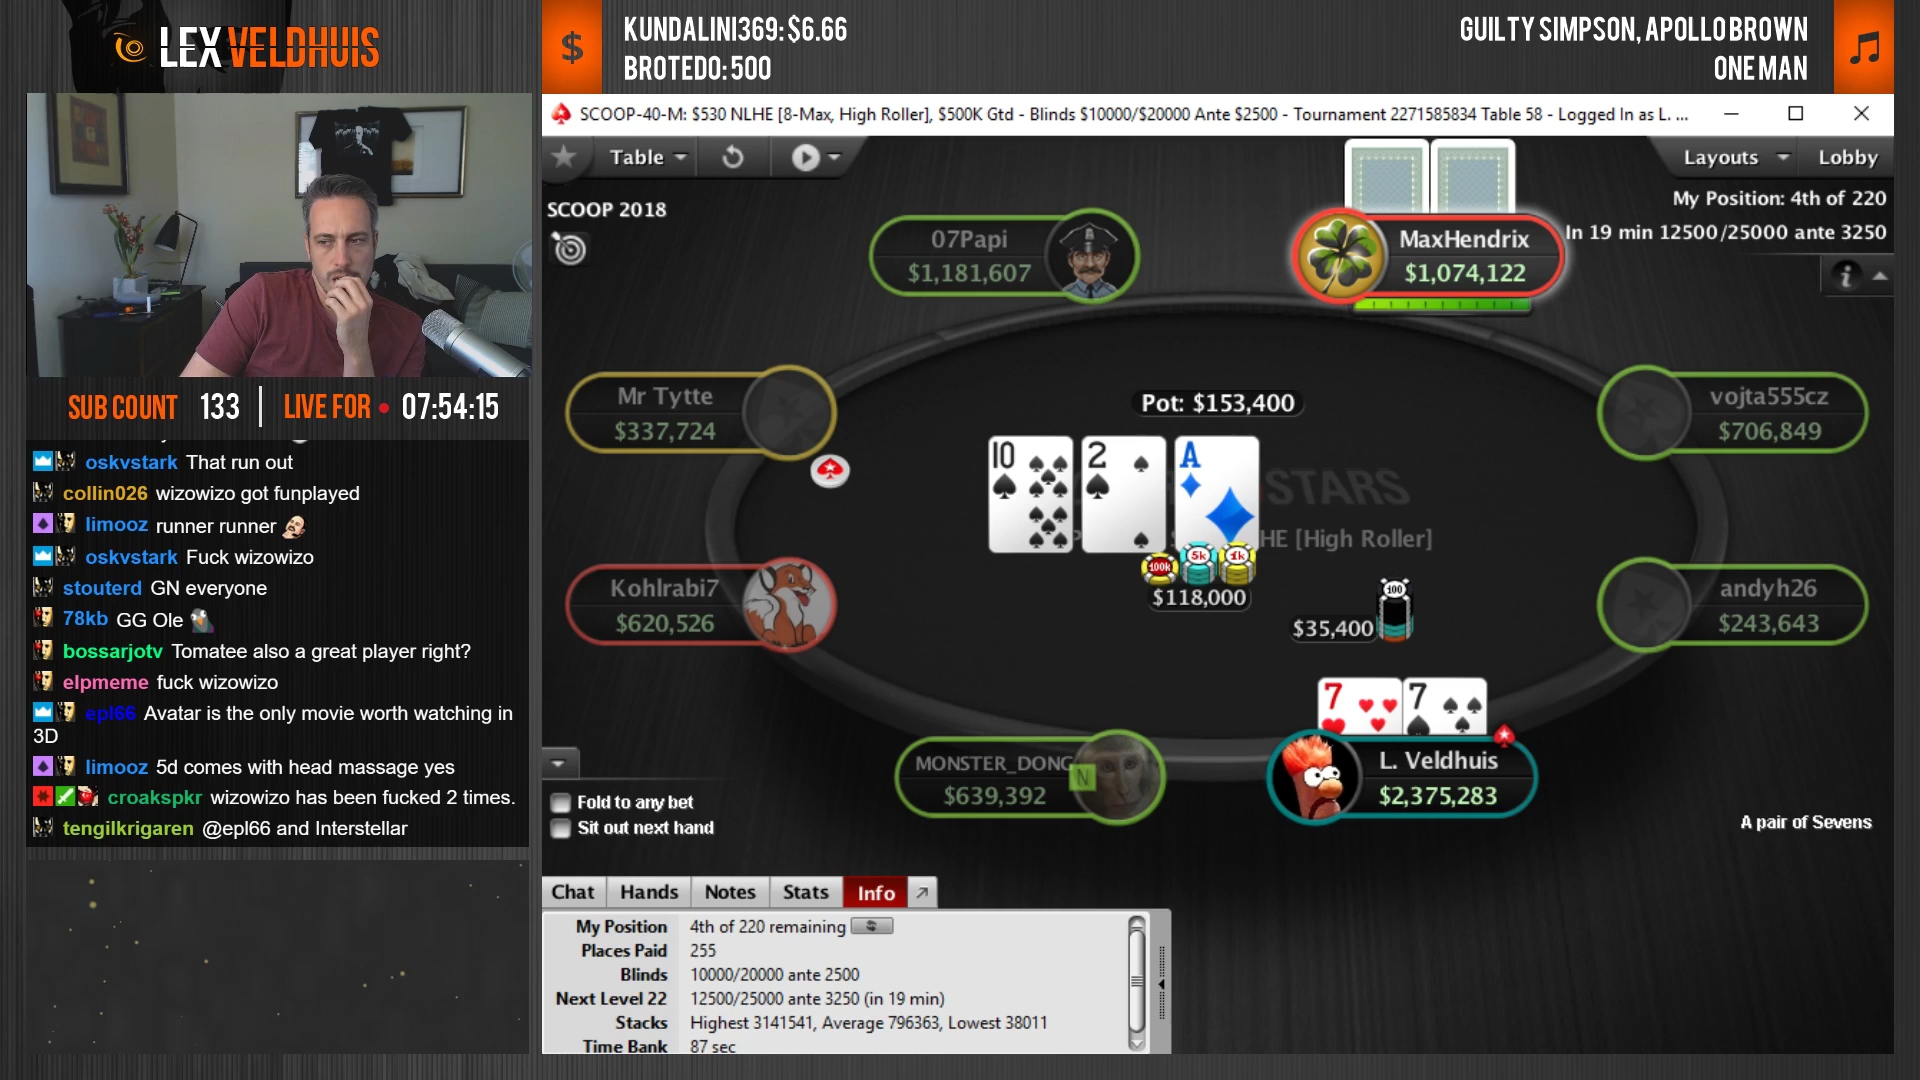 LEX VELDHUIS
$ KUNDALINI369: $6.66
BROTEDO: 500
GUILTY SIMPSON, APOLLO BROWN
ONE MAN
SUB COUNT 133 | LIVE FOR • 07:54:15
oskvstark That run out
collin026 wizowizo got funplayed
limooz runner runner
oskvstark Fuck wizowizo
stouterd GN everyone
78kb GG Ole
bossarjotv Tomatee also a great player right?
elpmeme fuck wizowizo
epl66 Avatar is the only movie worth watching in
3D
limooz 5d comes with head massage yes
croakspkr wizowizo has been fucked 2 times.
tengilkrigaren @epl66 and Interstellar
SCOOP-40-M: $530 NLHE [8-Max, High Roller], $500K Gtd - Blinds $10000/$20000 Ante $2500 - Tournament 2271585834 Table 58 - Logged In as L. ...
Table
Layouts
Lobby
SCOOP 2018
My Position: 4th of 220
In 19 min 12500/25000 ante 3250
07Papi
$1,181,607
MaxHendrix
$1,074,122
Mr Tytte
$337,724
vojta555cz
$706,849
Pot: $153,400
10
2
A
STARS
HE [High Roller]
100k
5k
1k
$118,000
100
$35,400
Kohlrabi7
$620,526
andyh26
$243,643
7
7
MONSTER_DONG
N
$639,392
L. Veldhuis
$2,375,283
Fold to any bet
Sit out next hand
A pair of Sevens
Chat
Hands
Notes
Stats
Info
My Position 4th of 220 remaining
Places Paid 255
Blinds 10000/20000 ante 2500
Next Level 22 12500/25000 ante 3250 (in 19 min)
Stacks Highest 3141541, Average 796363, Lowest 38011
Time Bank 87 sec